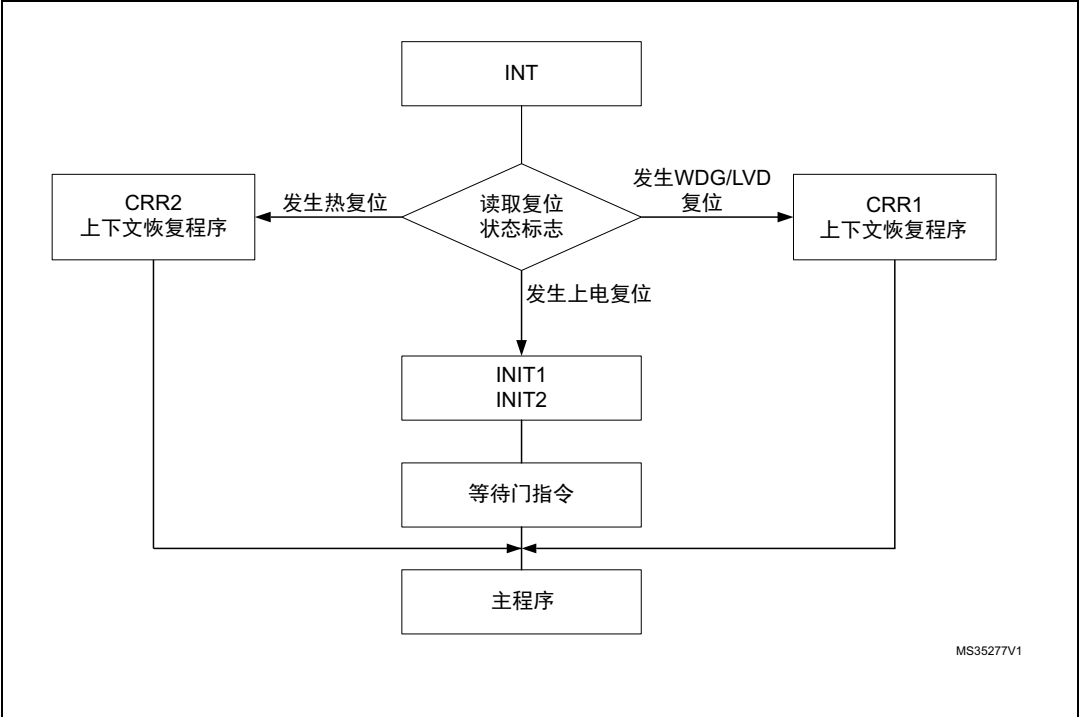 INT
发生WDG/LVD
复位
CRR2
上下文恢复程序
发生热复位
读取复位
状态标志
CRR1
上下文恢复程序
发生上电复位
INIT1
INIT2
等待门指令
主程序
MS35277V1